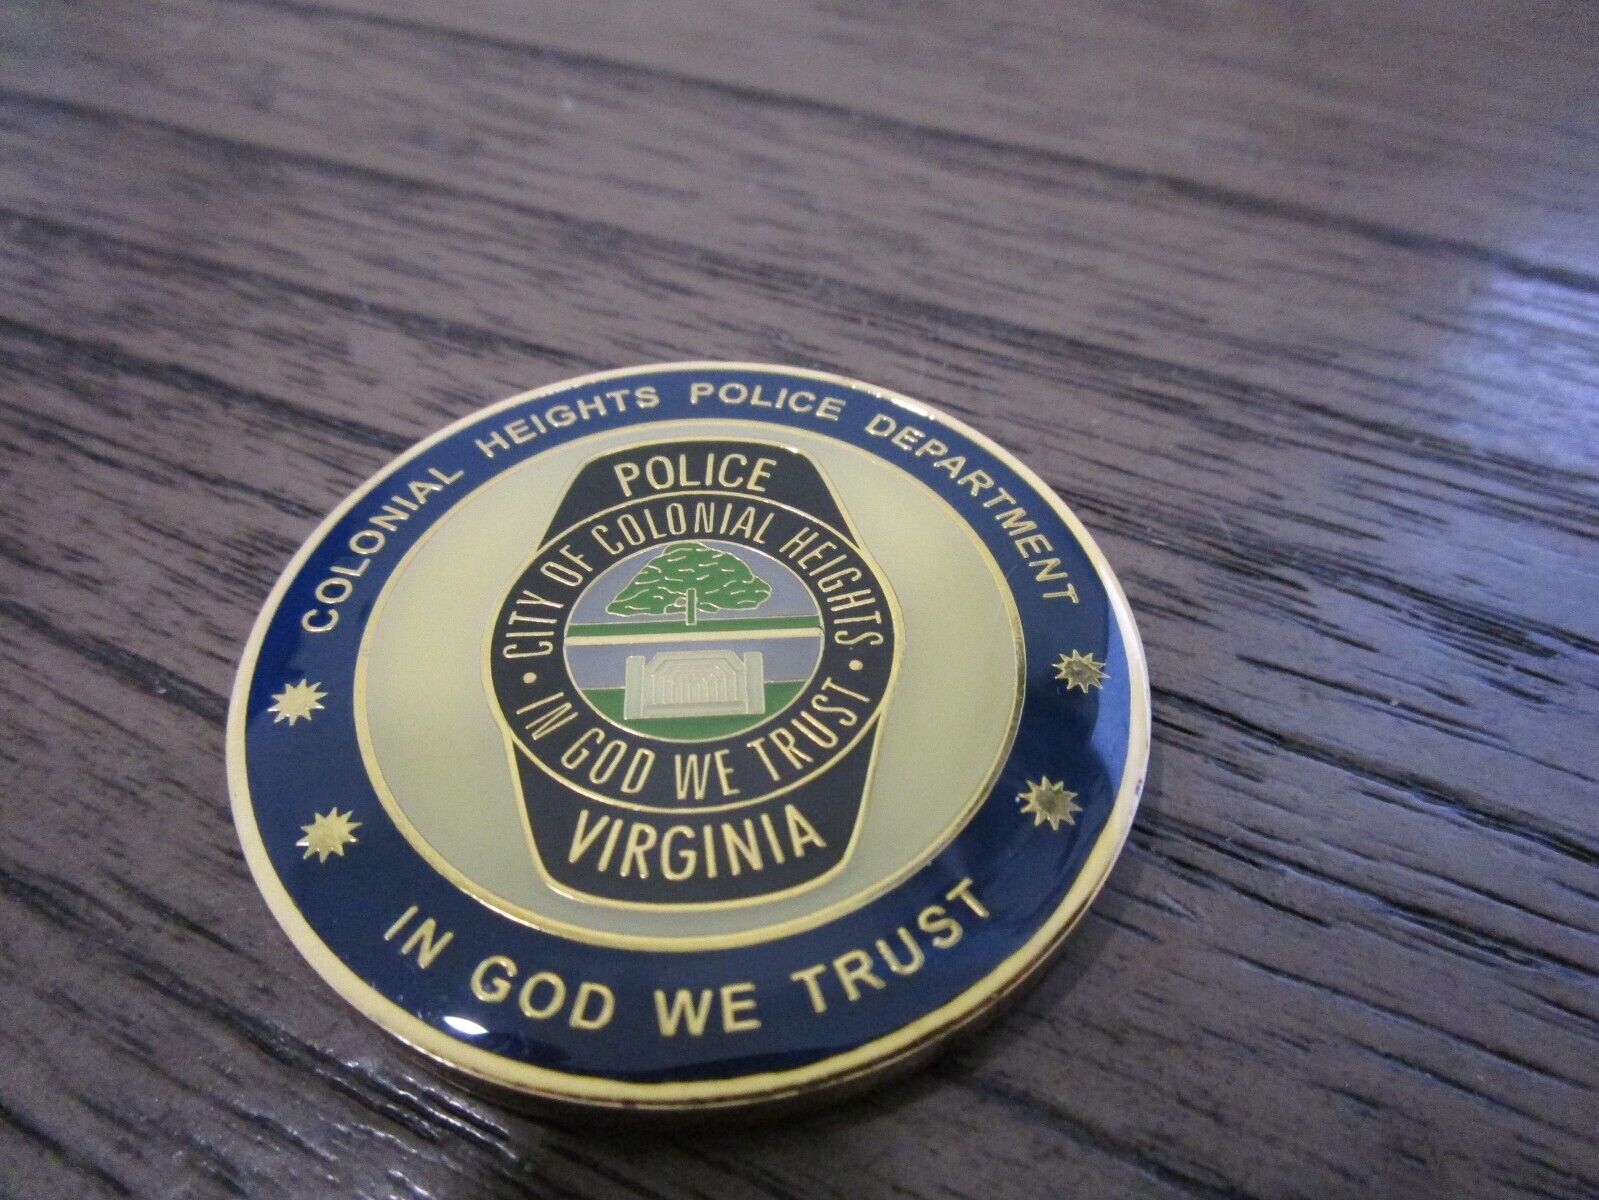 COLONIAL HEIGHTS POLICE DEPARTMENT
POLICE
CITY OF COLONIAL HEIGHTS
• IN GOD WE TRUST •
VIRGINIA
IN GOD WE TRUST